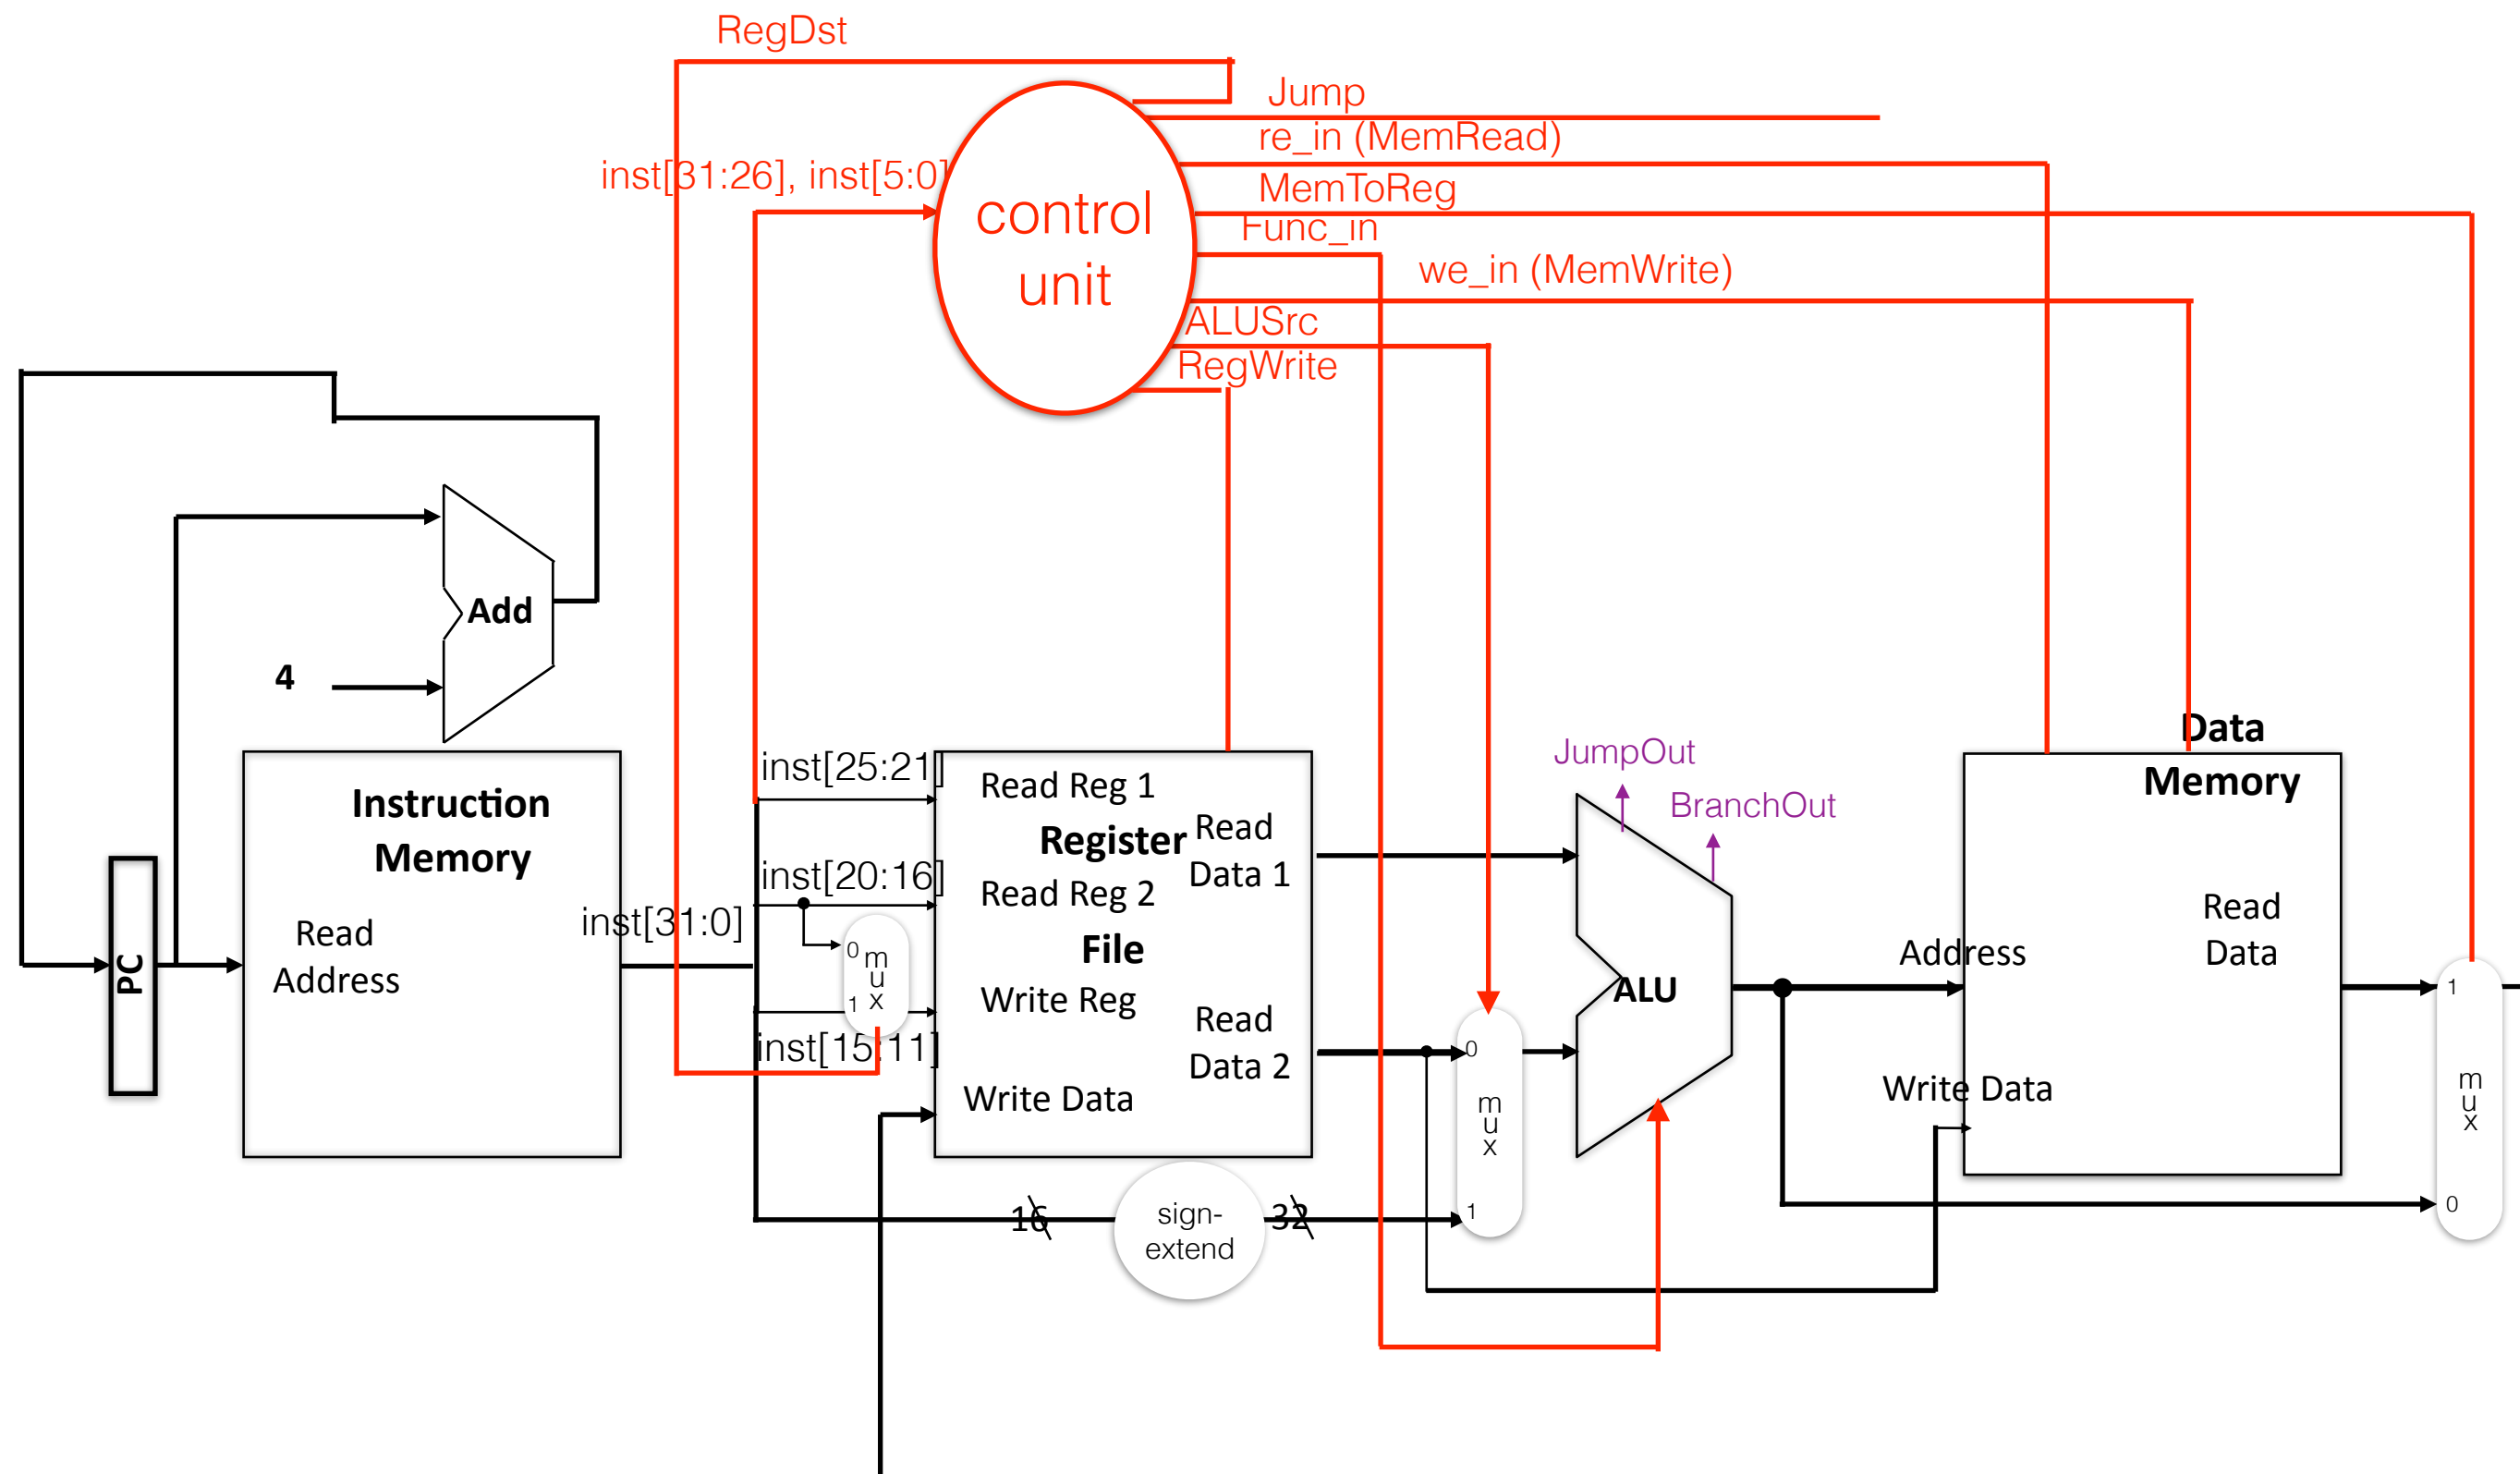 RegDst
Jump
re_in (MemRead)
inst[31:26], inst[5:0]
MemToReg
control
unit
Func_in
we_in (MemWrite)
ALUSrc
RegWrite
Add
4
Data
Memory
JumpOut
BranchOut
Instruction
Memory
Read
Address
PC
inst[31:0]
inst[25:21]
inst[20:16]
inst[15:11]
0
mux
1
Read Reg 1
Register
File
Read
Data 1
Read Reg 2
Write Reg
Read
Data 2
Write Data
16
sign-
extend
32
0
mux
1
ALU
Address
Read
Data
Write Data
1
mux
0